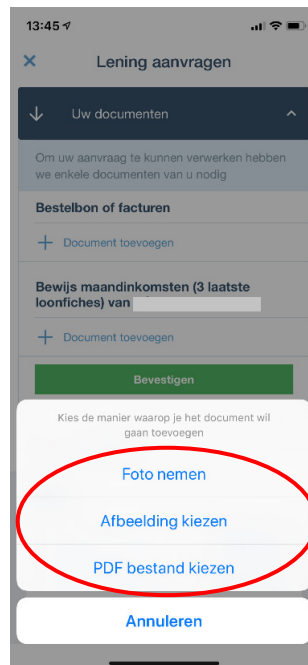 13:45
Lening aanvragen
Uw documenten
Om uw aanvraag te kunnen verwerken hebben
we enkele documenten van u nodig
Bestelbon of facturen
Document toevoegen
Bewijs maandinkomsten (3 laatste
loonfiches) van
Document toevoegen
Bevestigen
Kies de manier waarop je het document wil
gaan toevoegen
Foto nemen
Afbeelding kiezen
PDF bestand kiezen
Annuleren